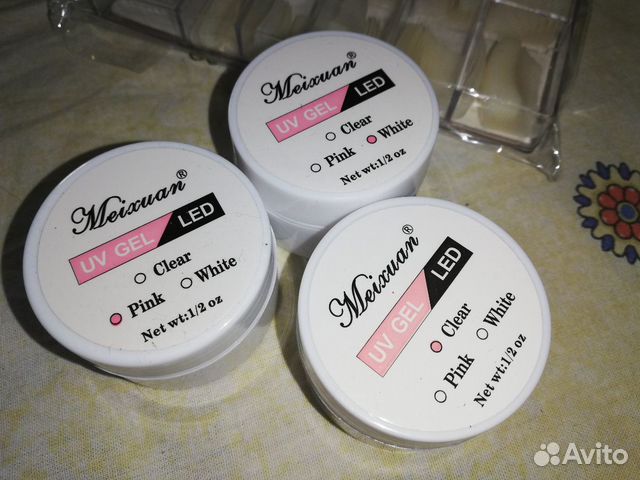 Meixuan®
UV GEL LED
Clear
Pink White
Net wt:1/2 oz
Meixuan®
UV GEL LED
Clear
Pink White
Net wt:1/2 oz
Meixuan®
UV GEL LED
Clear
Pink White
Net wt:1/2 oz
Avito